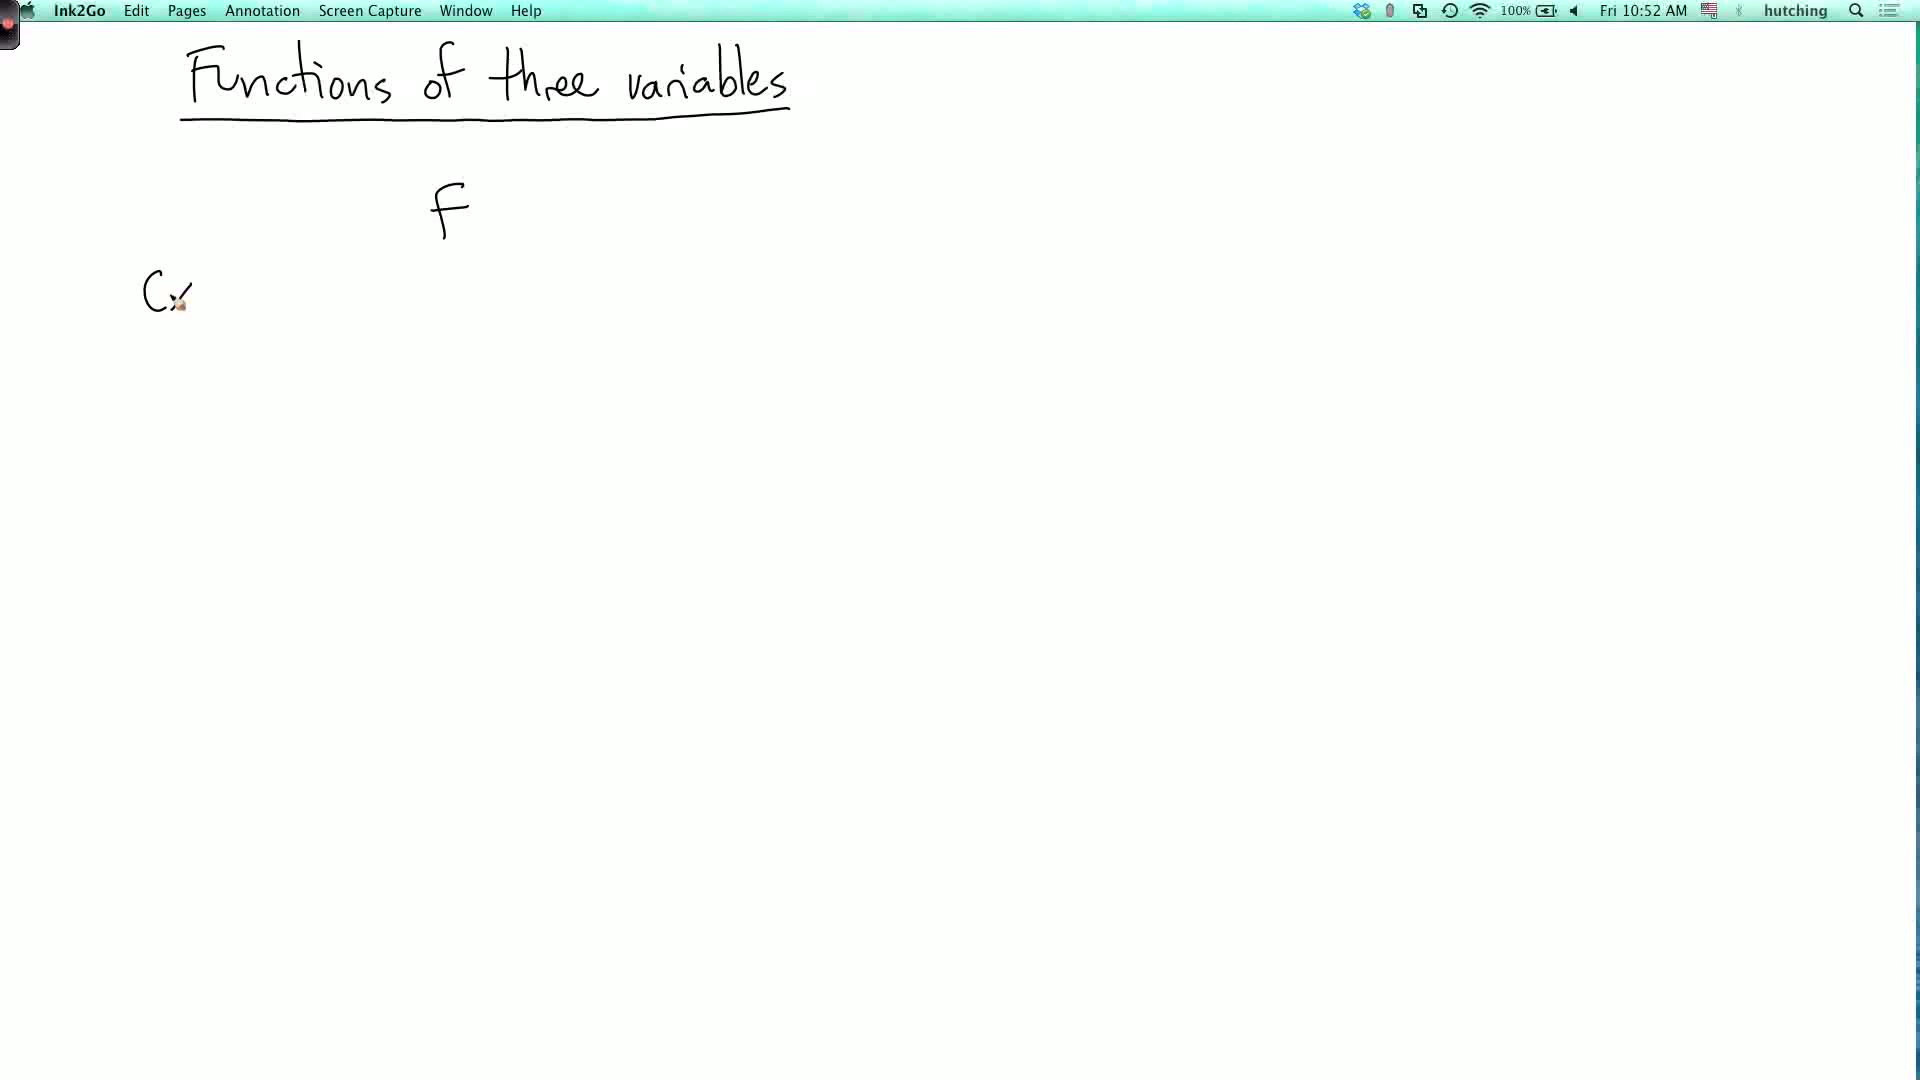 Ink2Go Edit Pages Annotation Screen Capture Window Help 100% Fri 10:52 AM hutching
Functions of three variables
f
(x